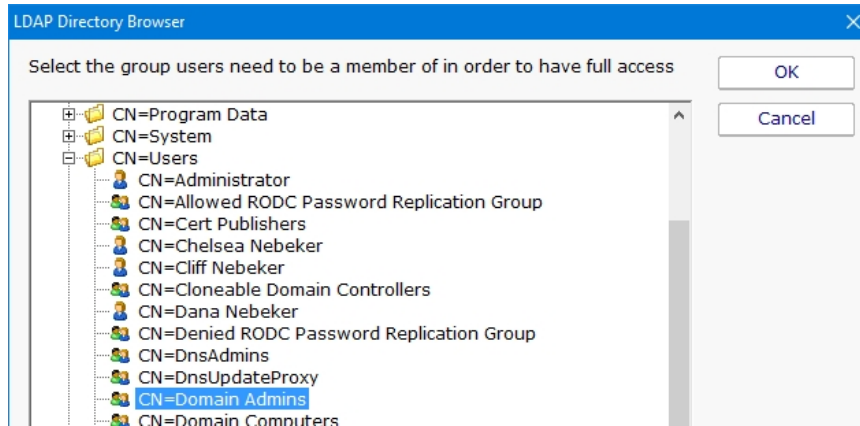 LDAP Directory Browser
Select the group users need to be a member of in order to have full access
OK
Cancel
CN=Program Data
CN=System
CN=Users
CN=Administrator
CN=Allowed RODC Password Replication Group
CN=Cert Publishers
CN=Chelsea Nebeker
CN=Cliff Nebeker
CN=Cloneable Domain Controllers
CN=Dana Nebeker
CN=Denied RODC Password Replication Group
CN=DnsAdmins
CN=DnsUpdateProxy
CN=Domain Admins
CN=Domain Computers